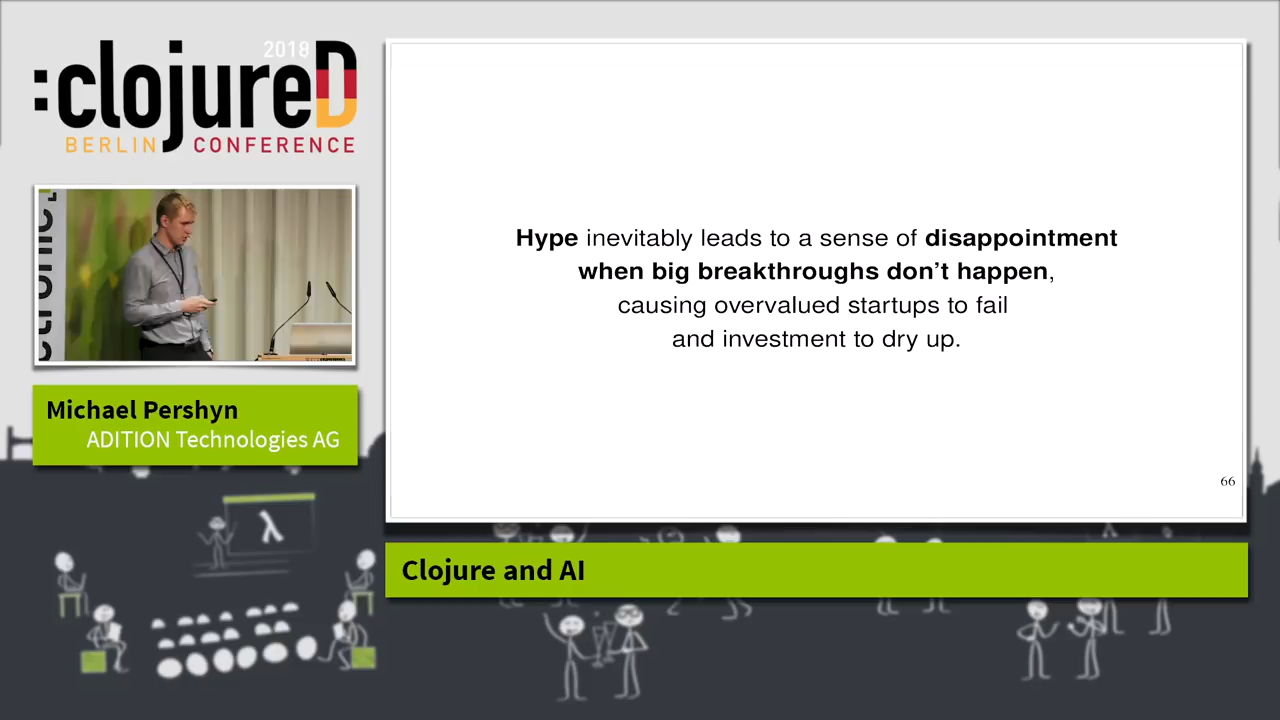 2018
:clojureD
BERLIN CONFERENCE
Michael Pershyn
ADITION Technologies AG
Hype inevitably leads to a sense of disappointment
when big breakthroughs don’t happen,
causing overvalued startups to fail
and investment to dry up.
66
Clojure and AI
λ